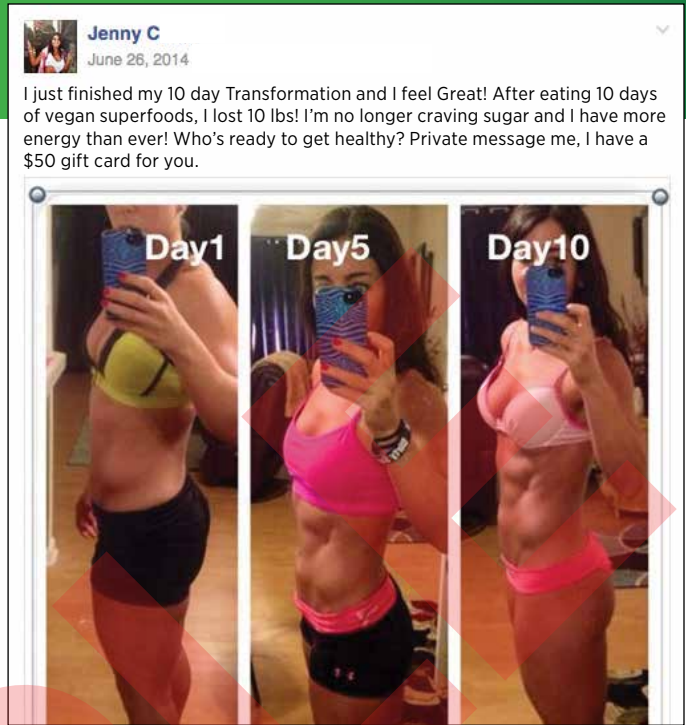 Jenny C
June 26, 2014
I just finished my 10 day Transformation and I feel Great! After eating 10 days
of vegan superfoods, I lost 10 lbs! I’m no longer craving sugar and I have more
energy than ever! Who’s ready to get healthy? Private message me, I have a
$50 gift card for you.
Day1
Day5
Day10